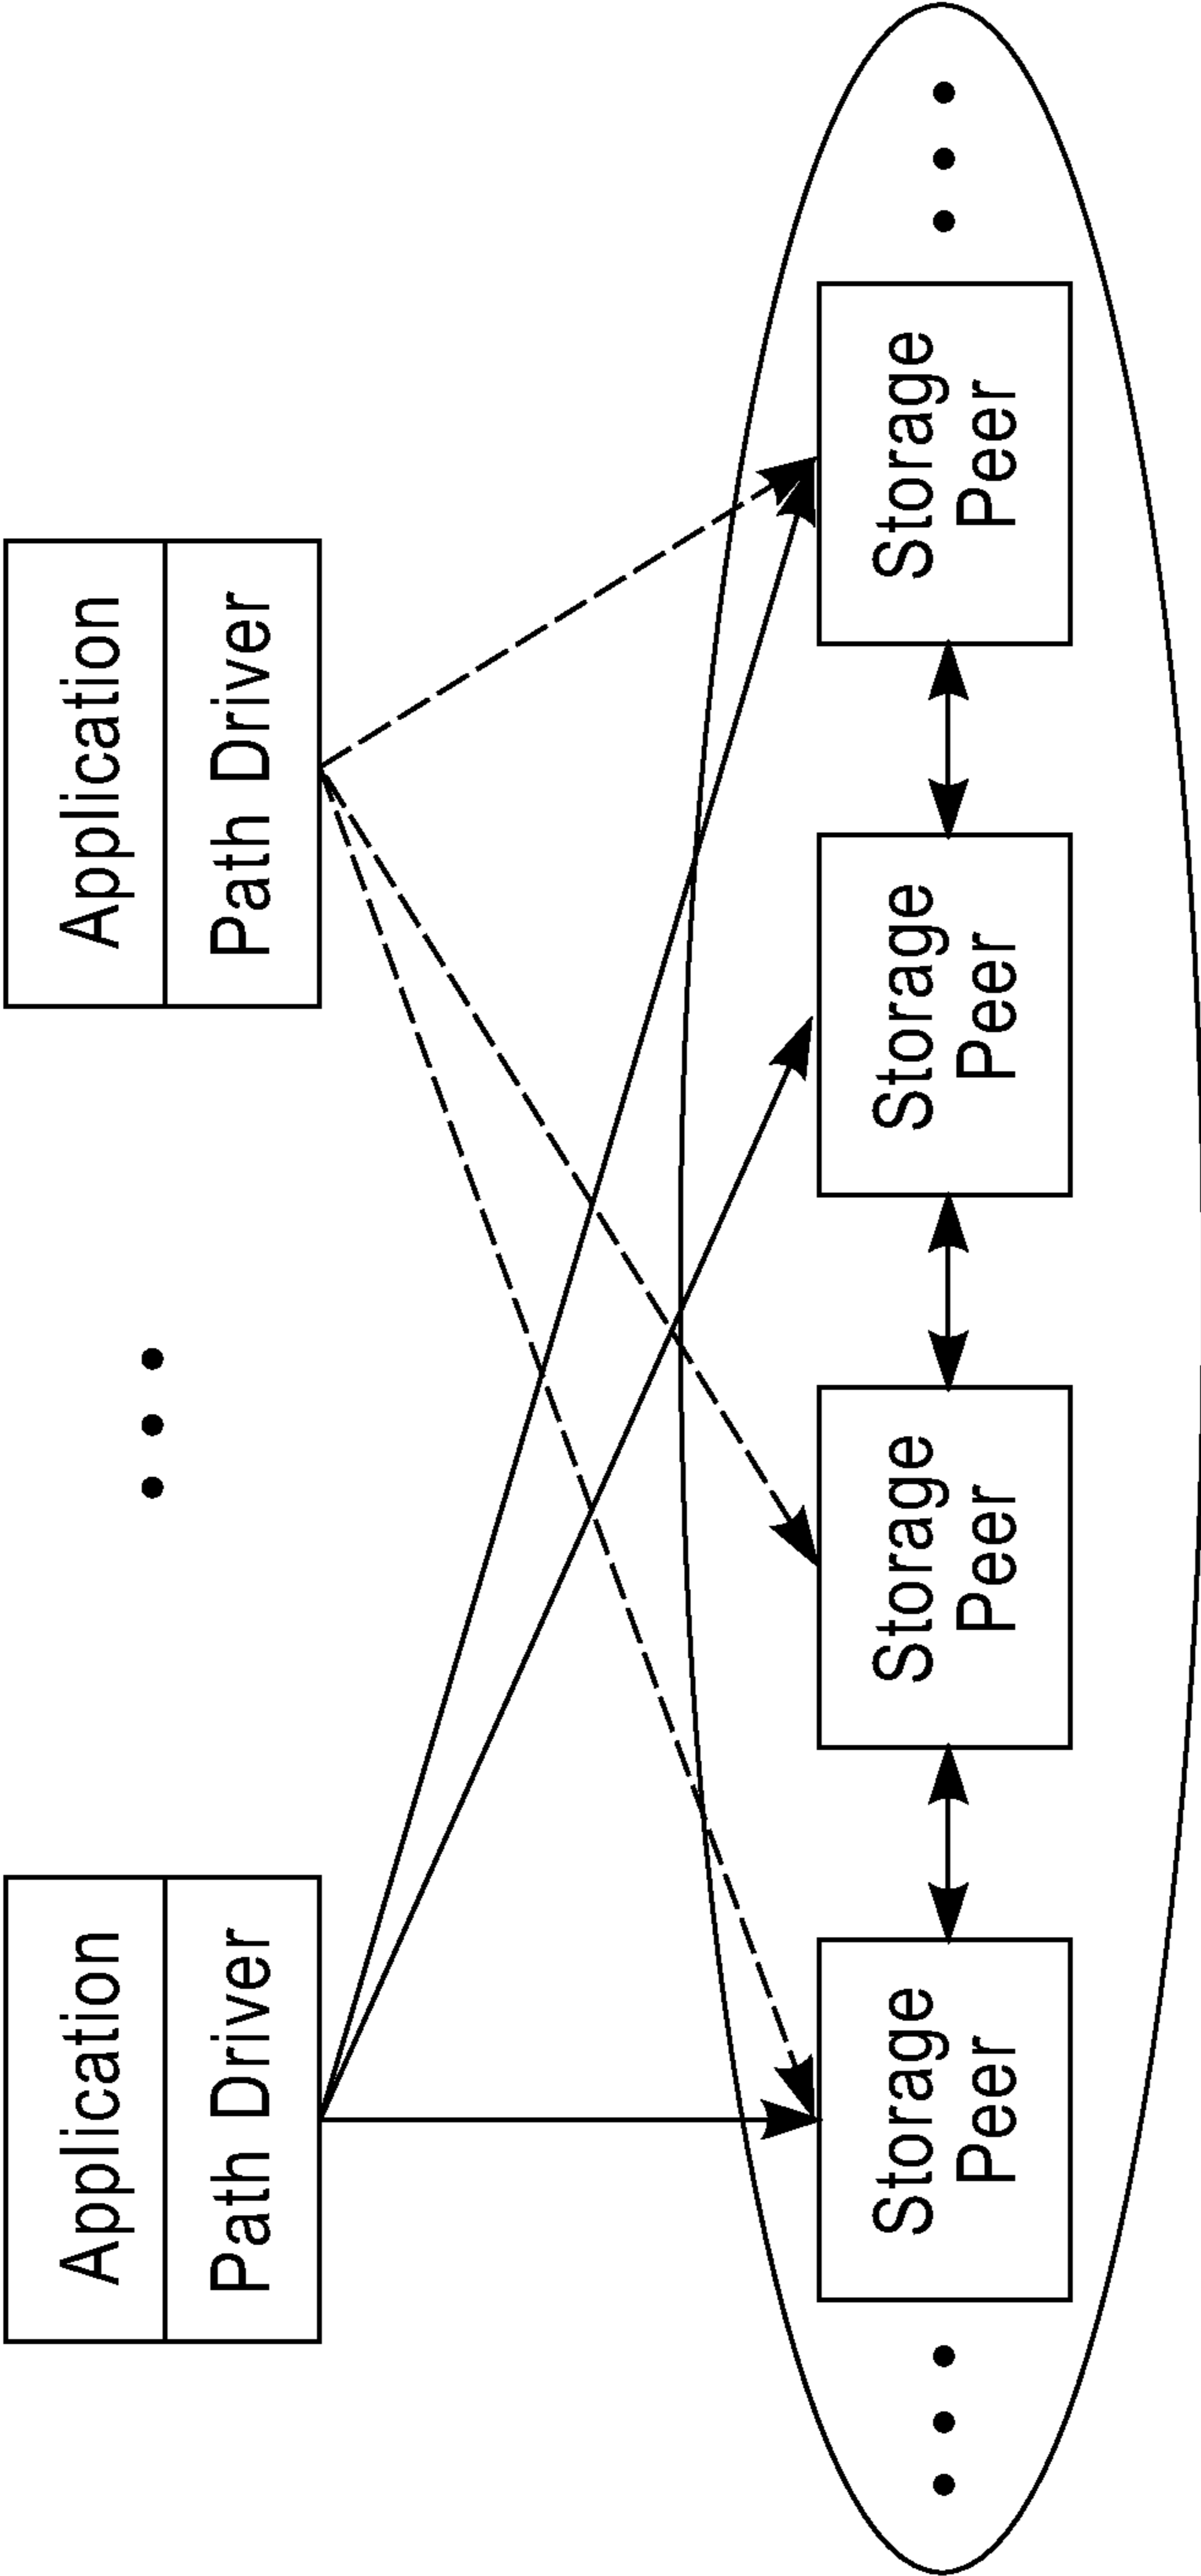 Application
Path Driver
Application
Path Driver
Storage
Peer
Storage
Peer
Storage
Peer
Storage
Peer